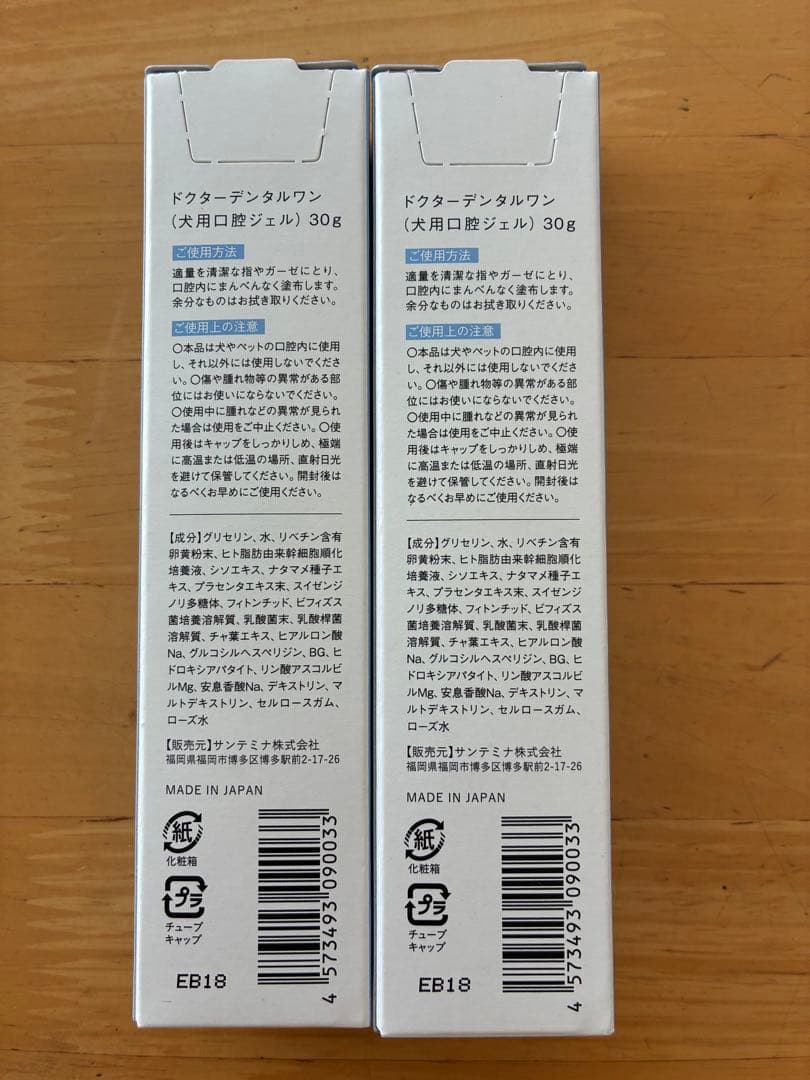 ドクターデンタルワン
（犬用口腔ジェル）30g
ご使用方法
適量を清潔な指やガーゼにとり、
口腔内にまんべんなく塗布します。
余分なものはお拭き取りください。
ご使用上の注意
〇本品は犬やペットの口腔内に使用
し、それ以外には使用しないでくださ
い。〇傷や腫れ物等の異常がある部
位にはお使いにならないでください。
〇使用中に腫れなどの異常が見られ
た場合は使用をご中止ください。〇使
用後はキャップをしっかりしめ、極端
に高温または低温の場所、直射日光
を避けて保管してください。開封後は
なるべくお早めにご使用ください。
【成分】グリセリン、水、リベチン含有
卵黄粉末、ヒト脂肪由来幹細胞順化
培養液、シソエキス、ナタマメ種子エ
キス、プラセンタエキス末、スイゼンジ
ノリ多糖体、フィトンチッド、ビフィズス
菌培養溶解質、乳酸菌末、乳酸桿菌
溶解質、チャ葉エキス、ヒアルロン酸
Na、グルコシルヘスペリジン、BG、ヒ
ドロキシアパタイト、リン酸アスコルビ
ルMg、安息香酸Na、デキストリン、マ
ルトデキストリン、セルロースガム、
ローズ水
【販売元】サンテミナ株式会社
福岡県福岡市博多区博多駅前2-17-26
MADE IN JAPAN
紙
化粧箱
プラ
チューブ
キャップ
EB18
4 573493 090033
ドクターデンタルワン
（犬用口腔ジェル）30g
ご使用方法
適量を清潔な指やガーゼにとり、
口腔内にまんべんなく塗布します。
余分なものはお拭き取りください。
ご使用上の注意
〇本品は犬やペットの口腔内に使用
し、それ以外には使用しないでくださ
い。〇傷や腫れ物等の異常がある部
位にはお使いにならないでください。
〇使用中に腫れなどの異常が見られ
た場合は使用をご中止ください。〇使
用後はキャップをしっかりしめ、極端
に高温または低温の場所、直射日光
を避けて保管してください。開封後は
なるべくお早めにご使用ください。
【成分】グリセリン、水、リベチン含有
卵黄粉末、ヒト脂肪由来幹細胞順化
培養液、シソエキス、ナタマメ種子エ
キス、プラセンタエキス末、スイゼンジ
ノリ多糖体、フィトンチッド、ビフィズス
菌培養溶解質、乳酸菌末、乳酸桿菌
溶解質、チャ葉エキス、ヒアルロン酸
Na、グルコシルヘスペリジン、BG、ヒ
ドロキシアパタイト、リン酸アスコルビ
ルMg、安息香酸Na、デキストリン、マ
ルトデキストリン、セルロースガム、
ローズ水
【販売元】サンテミナ株式会社
福岡県福岡市博多区博多駅前2-17-26
MADE IN JAPAN
紙
化粧箱
プラ
チューブ
キャップ
EB18
4 573493 090033